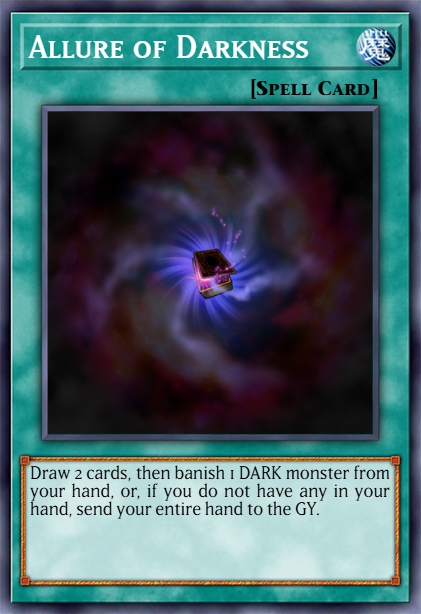 Allure of Darkness
魔
[Spell Card]
Draw 2 cards, then banish 1 DARK monster from
your hand, or, if you do not have any in your
hand, send your entire hand to the GY.